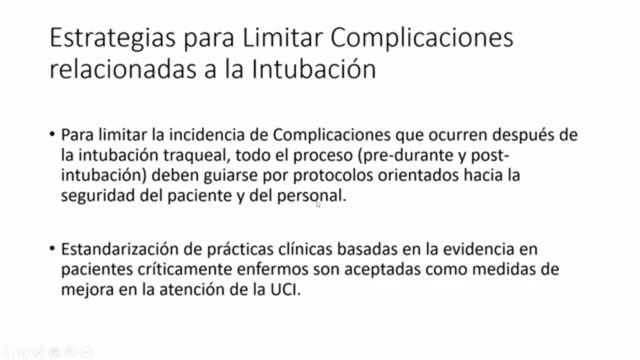 Estrategias para Limitar Complicaciones
relacionadas a la Intubación
• Para limitar la incidencia de Complicaciones que ocurren después de
la intubación traqueal, todo el proceso (pre-durante y post-
intubación) deben guiarse por protocolos orientados hacia la
seguridad del paciente y del personal.
• Estandarización de prácticas clínicas basadas en la evidencia en
pacientes críticamente enfermos son aceptadas como medidas de
mejora en la atención de la UCI.